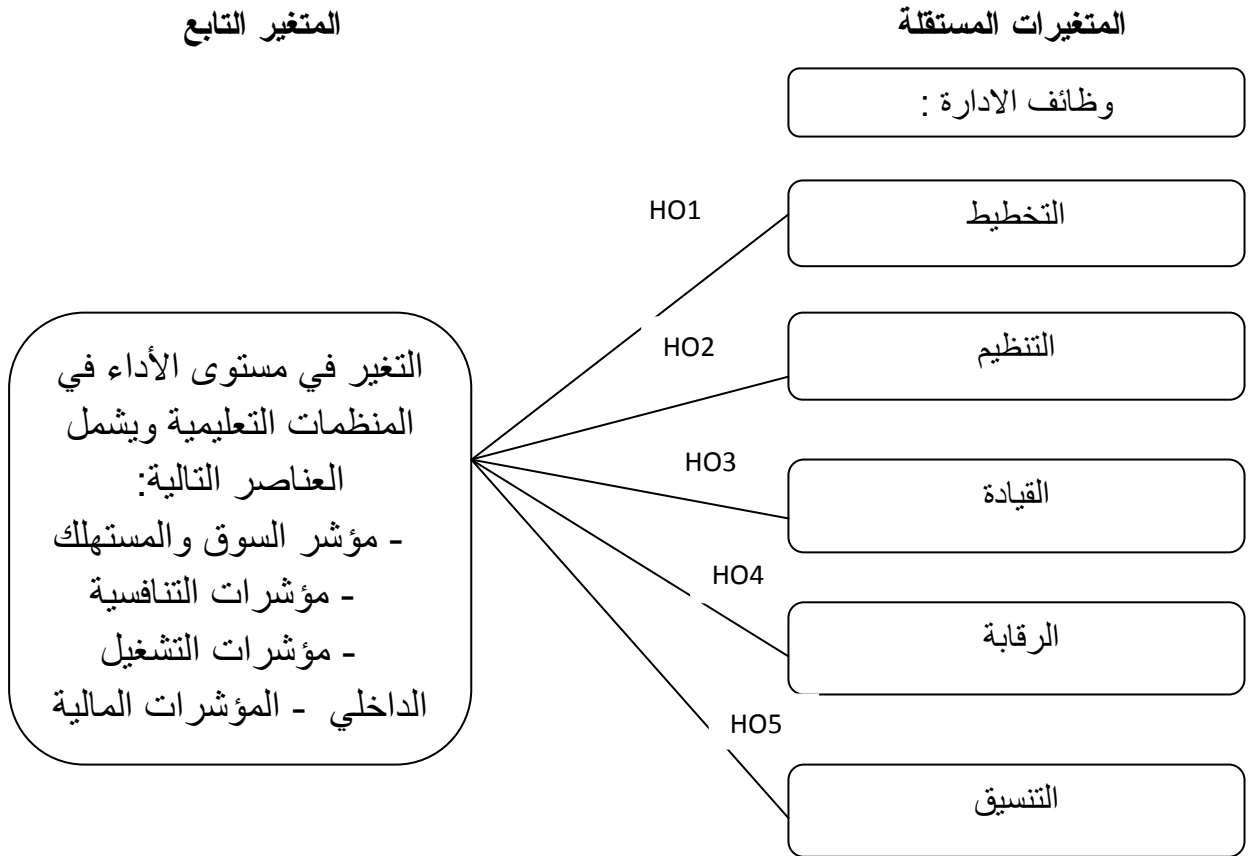 المتغيرات المستقلة
المتغير التابع
وظائف الادارة :
التخطيط
HO1
التنظيم
HO2
القيادة
HO3
الرقابة
HO4
التنسيق
HO5
التغير في مستوى الأداء في
المنظمات التعليمية ويشمل
العناصر التالية:
- مؤشر السوق والمستهلك
- مؤشرات التنافسية
- مؤشرات التشغيل
الداخلي - المؤشرات المالية